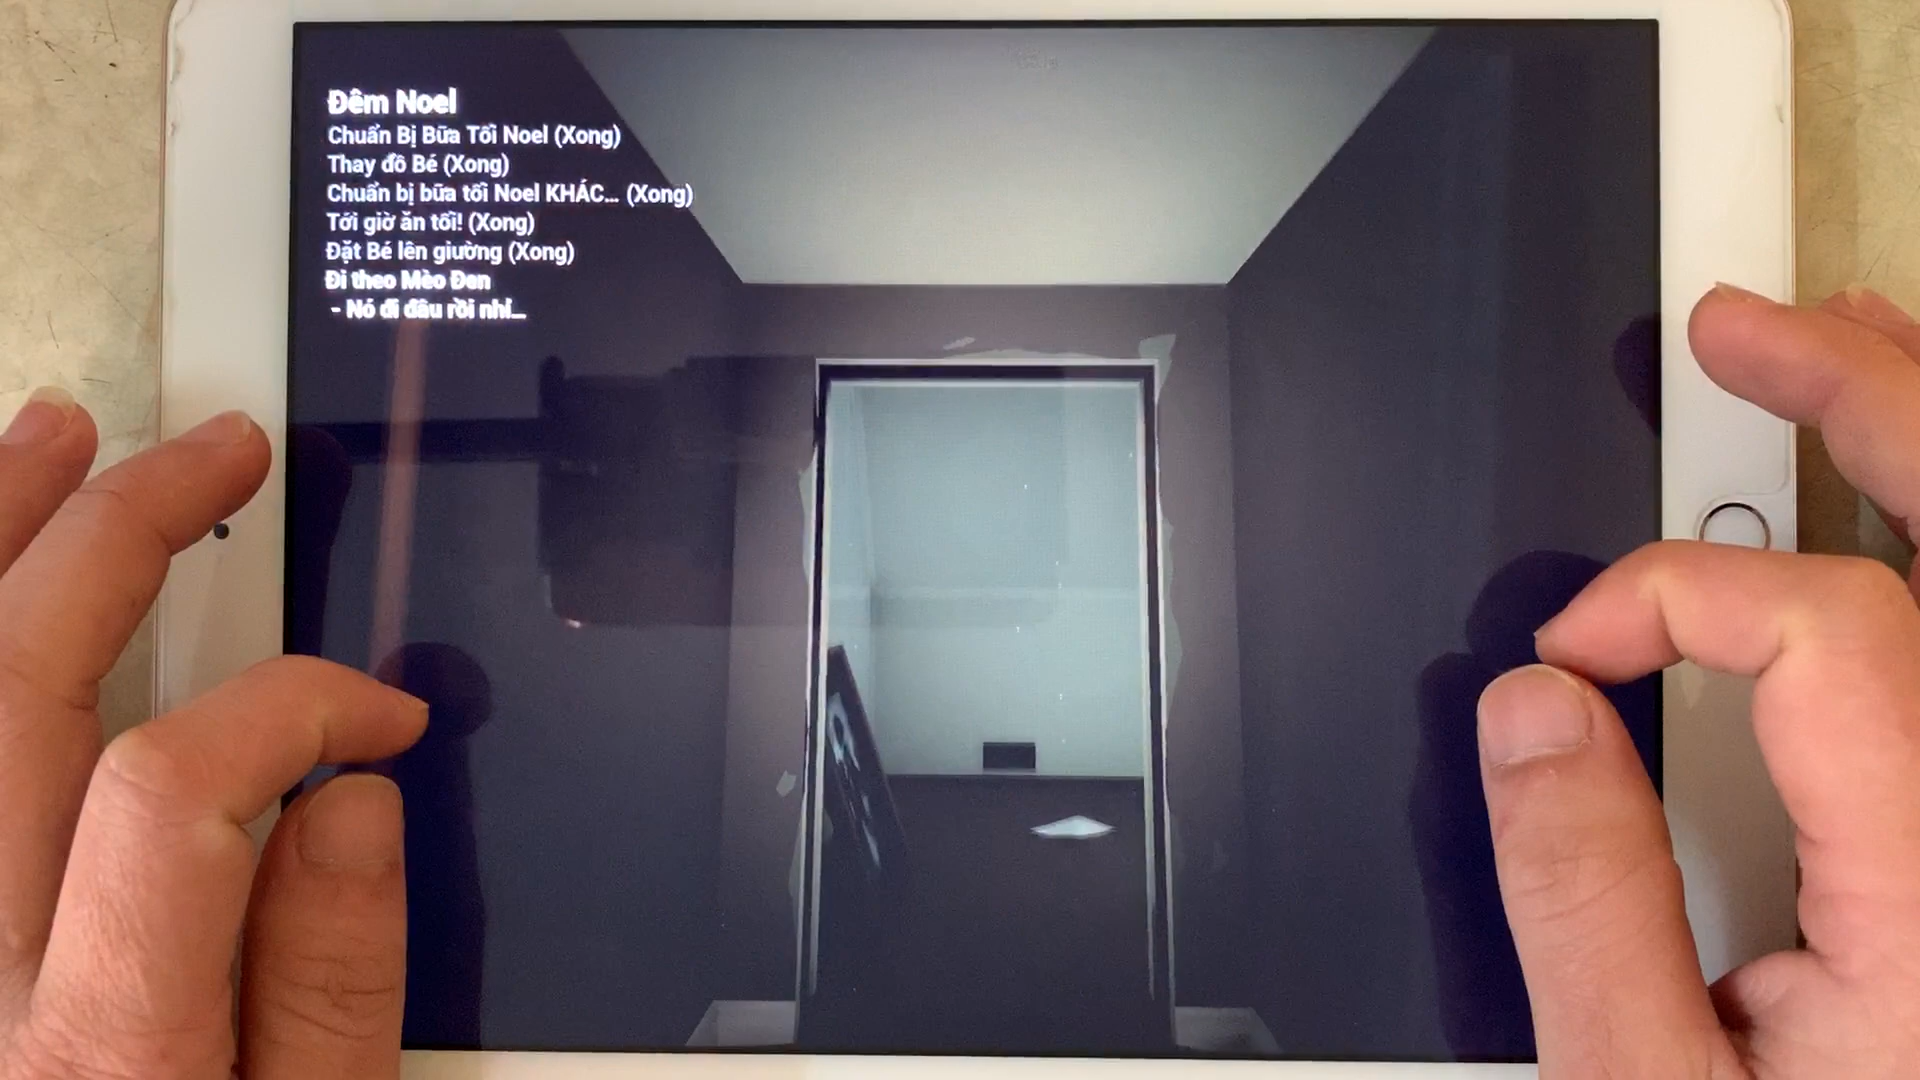 Đêm Noel
Chuẩn Bị Bữa Tối Noel (Xong)
Thay đồ Bé (Xong)
Chuẩn bị bữa tối Noel KHÁC... (Xong)
Tới giờ ăn tối! (Xong)
Đặt Bé lên giường (Xong)
Đi theo Mèo Đen
- Nó đi đâu rồi nhỉ...